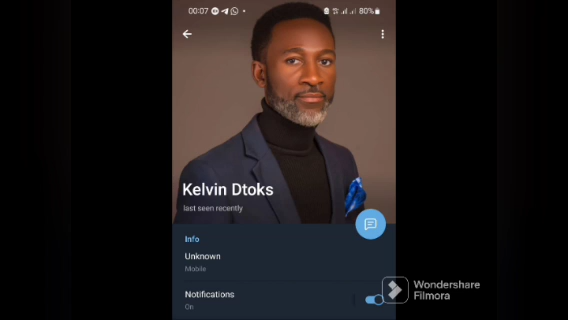 00:07
80%
Kelvin Dtoks
last seen recently
Info
Unknown
Mobile
Notifications
On
Wondershare
Filmora